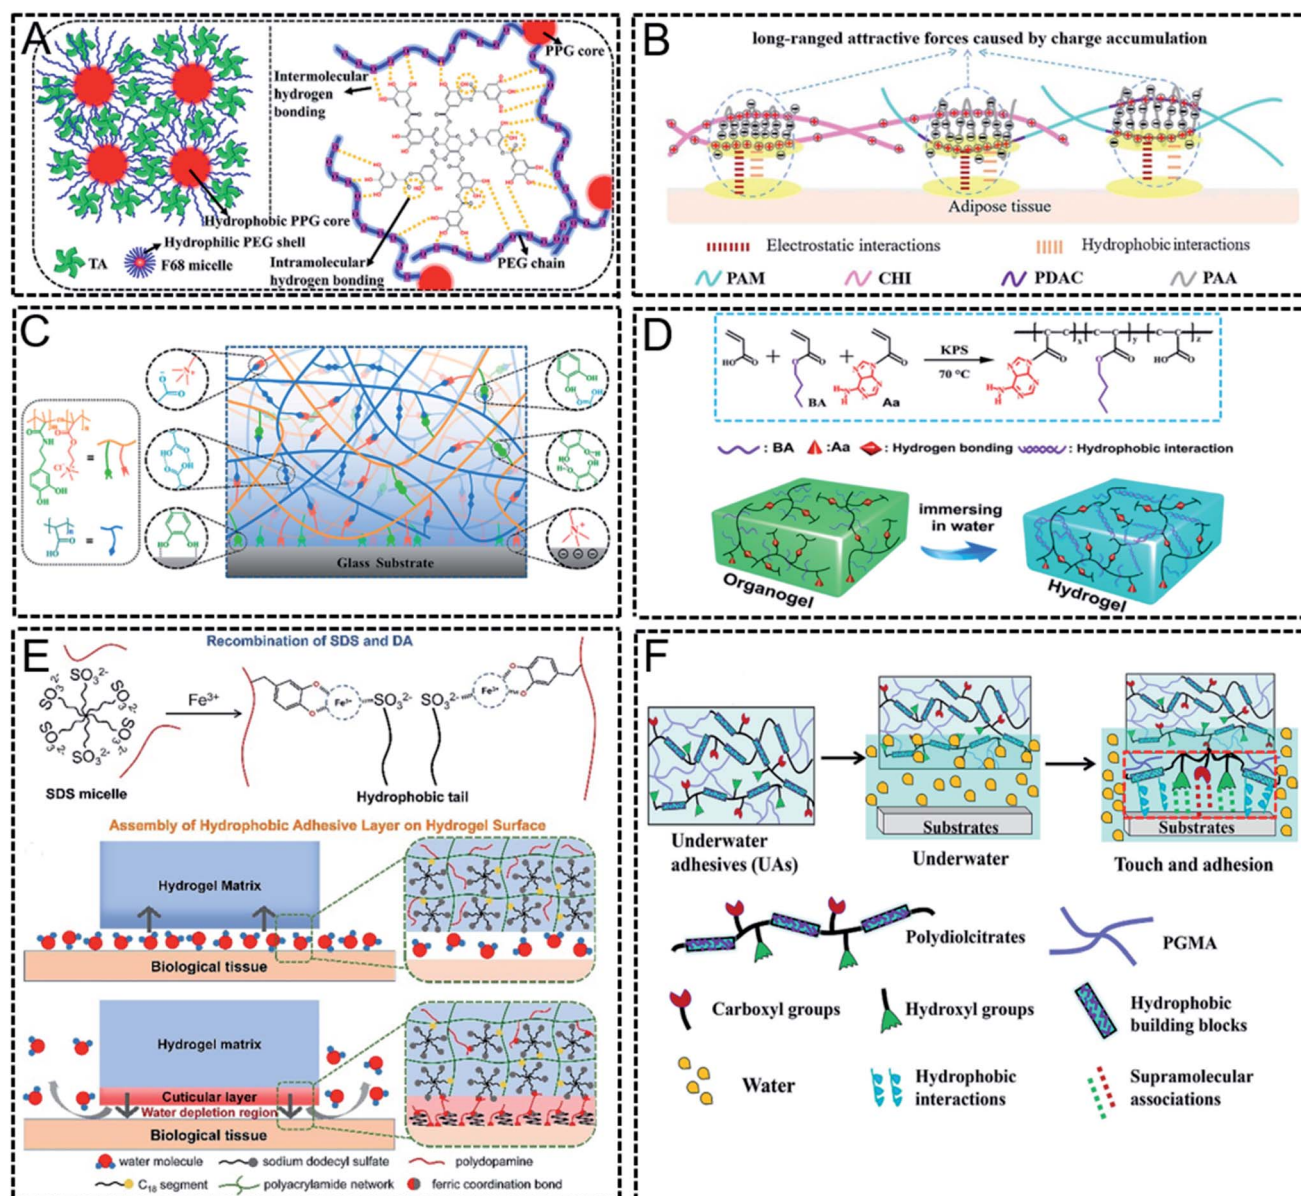 A
PPG core
Intermolecular
hydrogen
bonding
Hydrophobic PPG core
Hydrophilic PEG shell
TA
F68 micelle
Intramolecular
hydrogen bonding
PEG chain
B
long-ranged attractive forces caused by charge accumulation
Adipose tissue
Electrostatic interactions
Hydrophobic interactions
PAM
CHI
PDAC
PAA
C
Glass Substrate
D
KPS
70 °C
BA
Aa
: BA
:Aa
: Hydrogen bonding
: Hydrophobic interaction
immersing
in water
Organogel
Hydrogel
E
Recombination of SDS and DA
Fe3+
SDS micelle
Hydrophobic tail
Assembly of Hydrophobic Adhesive Layer on Hydrogel Surface
Hydrogel Matrix
Biological tissue
Hydrogel matrix
Cuticular layer
Water depletion region
Biological tissue
water molecule
sodium dodecyl sulfate
polydopamine
C18 segment
polyacrylamide network
ferric coordination bond
F
Underwater
adhesives (UAs)
Substrates
Underwater
Substrates
Touch and adhesion
Polydiolcitrates
PGMA
Carboxyl groups
Hydroxyl groups
Hydrophobic
building blocks
Water
Hydrophobic
interactions
Supramolecular
associations